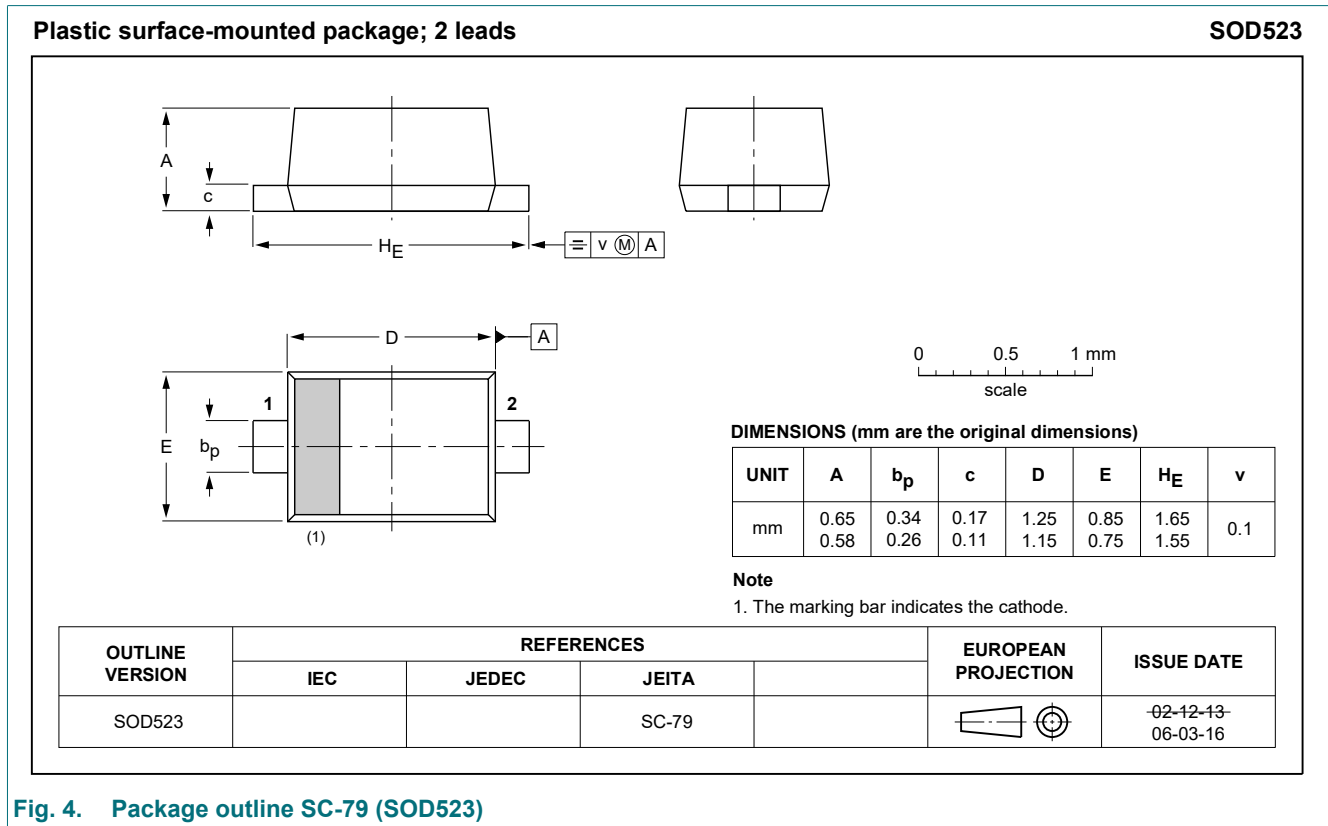 Plastic surface-mounted package; 2 leads SOD523
A
c
HE
v M A
D A
1 2
E bp
(1)
0 0.5 1 mm
scale
DIMENSIONS (mm are the original dimensions)
UNIT A bp c D E HE v
mm 0.65 0.34 0.17 1.25 0.85 1.65 0.1
0.58 0.26 0.11 1.15 0.75 1.55
Note
1. The marking bar indicates the cathode.
OUTLINE VERSION REFERENCES EUROPEAN PROJECTION ISSUE DATE
IEC JEDEC JEITA
SOD523 SC-79 02-12-13
06-03-16
Fig. 4. Package outline SC-79 (SOD523)